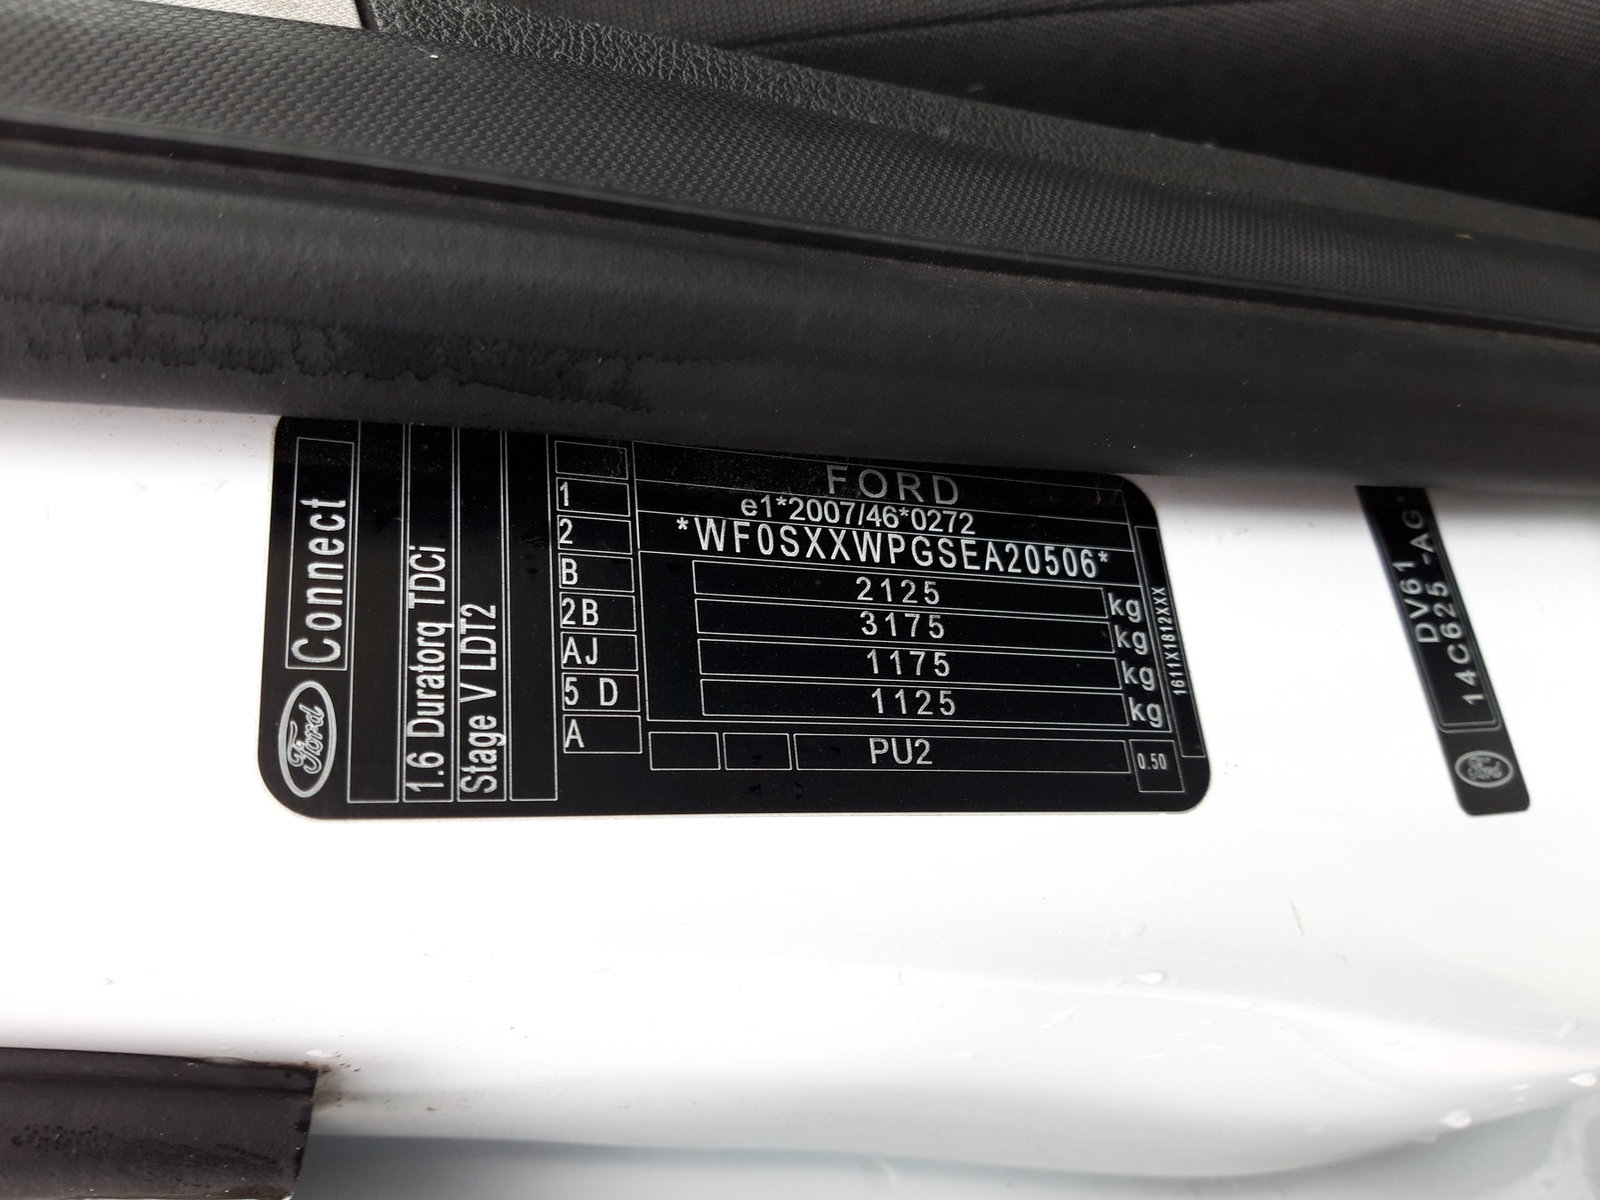 FORD
e1*2007/46*0272
*WF0SXXWPGSEA20506*
2125 kg
3175 kg
1175 kg
1125 kg
PU2
0.50
1611X1812XXX
1
2
B
2B
AJ
5 D
A
Ford
Connect
1.6 Duratorq TDCi
Stage V LDT2
DV61
14C625-AG
Ford